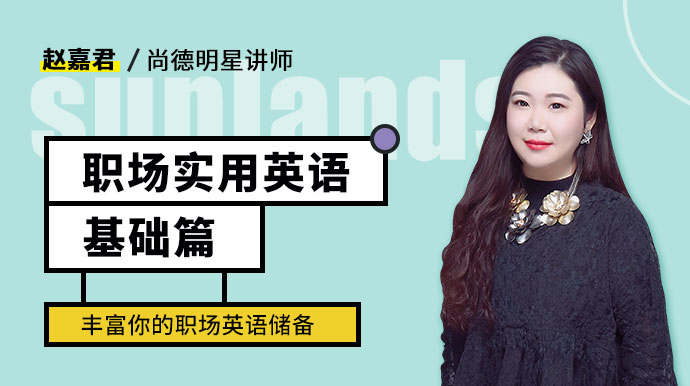 赵嘉君 / 尚德明星讲师
sunlands
职场实用英语
基础篇
丰富你的职场英语储备